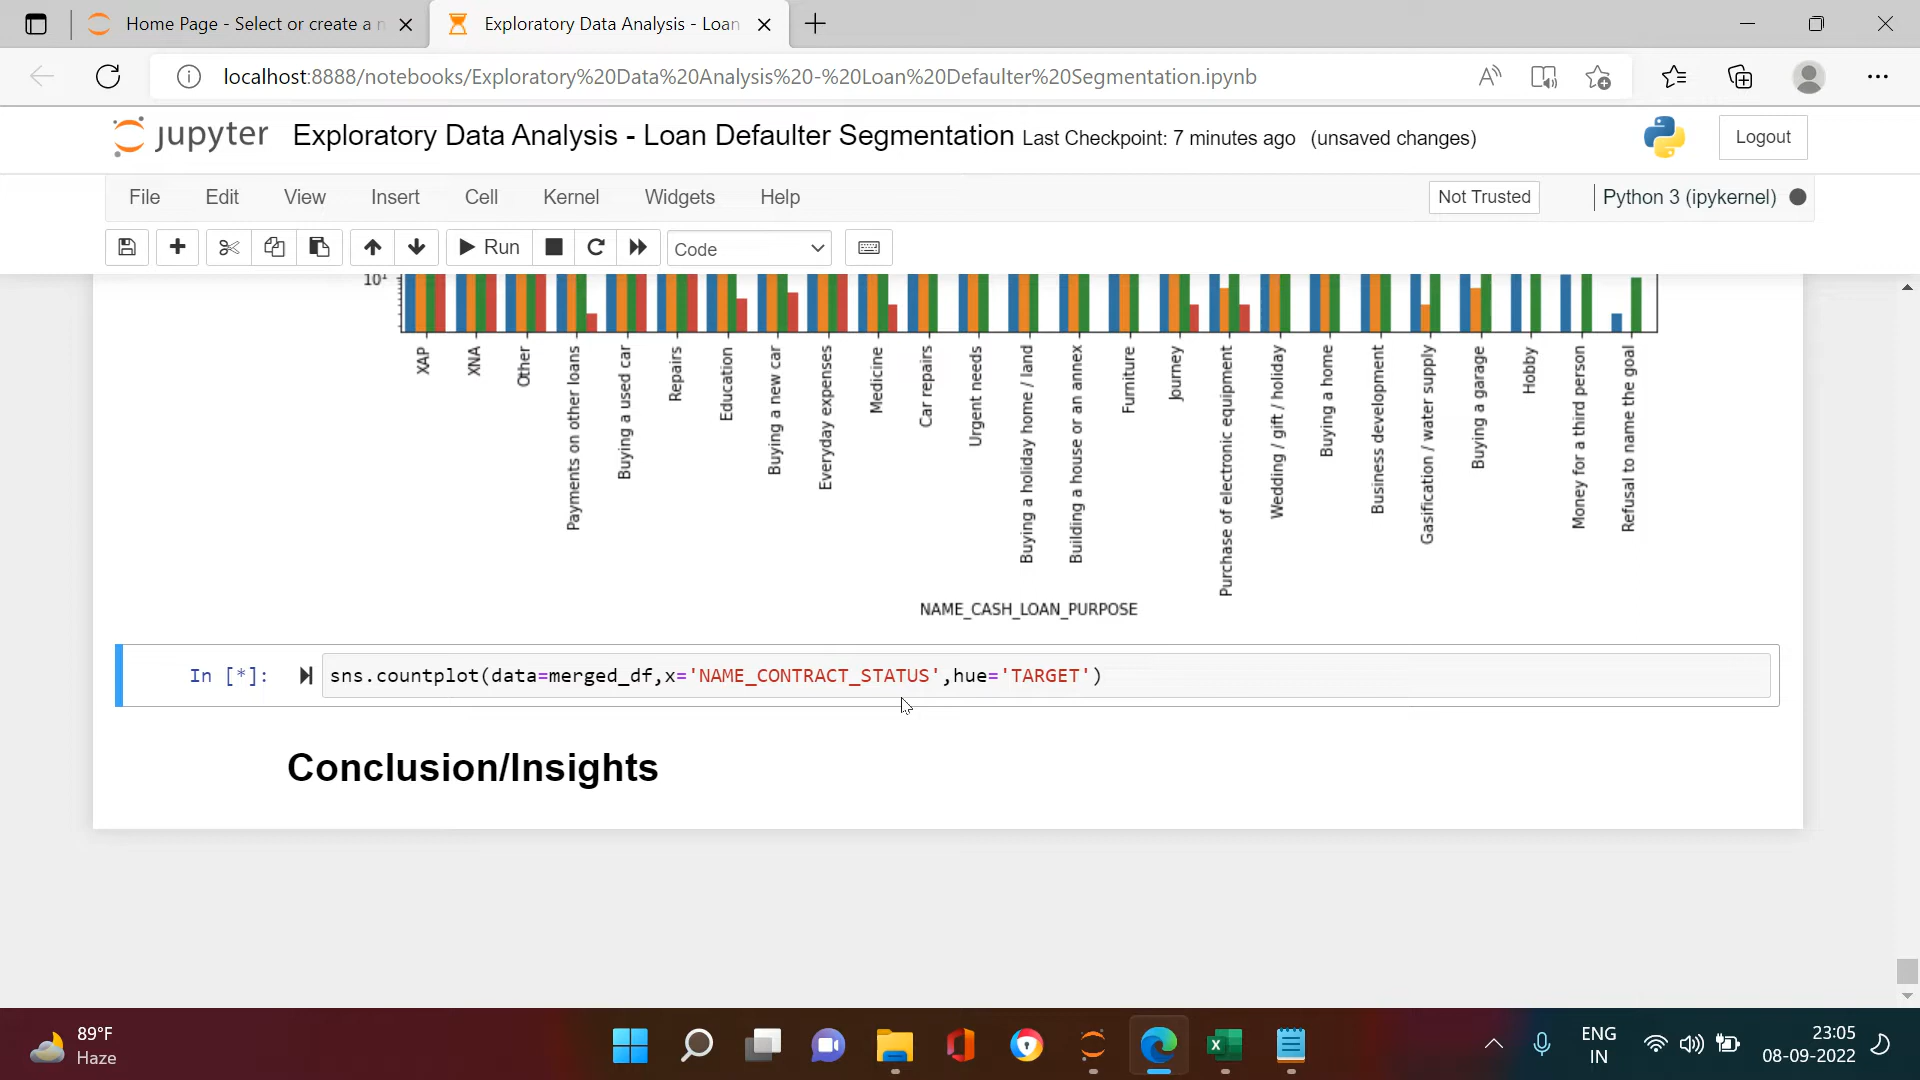 Home Page - Select or create a n
Exploratory Data Analysis - Loan
localhost:8888/notebooks/Exploratory%20Data%20Analysis%20-%20Loan%20Defaulter%20Segmentation.ipynb
jupyter Exploratory Data Analysis - Loan Defaulter Segmentation Last Checkpoint: 7 minutes ago (unsaved changes)
Logout
File Edit View Insert Cell Kernel Widgets Help
Not Trusted
Python 3 (ipykernel)
Run
Code
10¹
XAP
XNA
Other
Payments on other loans
Buying a used car
Repairs
Education
Buying a new car
Everyday expenses
Medicine
Car repairs
Urgent needs
Buying a holiday home / land
Building a house or an annex
Furniture
Journey
Purchase of electronic equipment
Wedding / gift / holiday
Buying a home
Business development
Gasification / water supply
Buying a garage
Hobby
Money for a third person
Refusal to name the goal
NAME_CASH_LOAN_PURPOSE
In [*]: sns.countplot(data=merged_df,x='NAME_CONTRACT_STATUS',hue='TARGET')
Conclusion/Insights
89°F
Haze
ENG
IN
23:05
08-09-2022